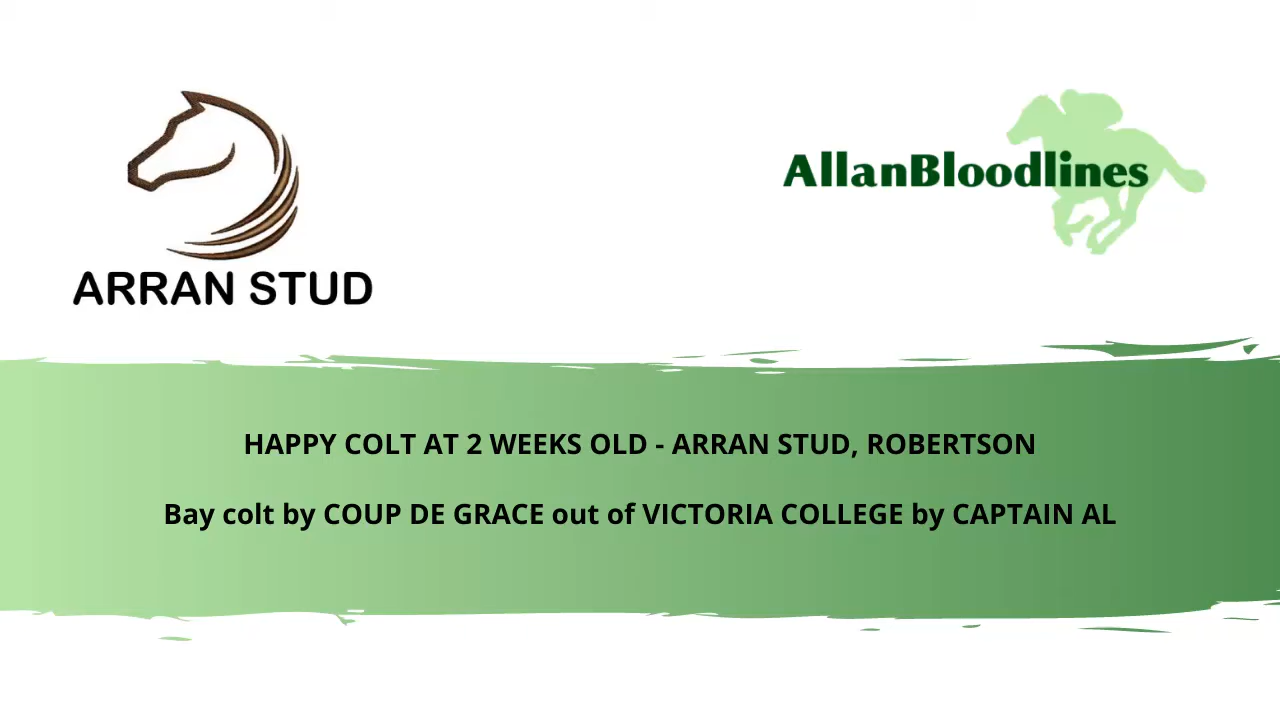 ARRAN STUD
AllanBloodlines
HAPPY COLT AT 2 WEEKS OLD - ARRAN STUD, ROBERTSON
Bay colt by COUP DE GRACE out of VICTORIA COLLEGE by CAPTAIN AL